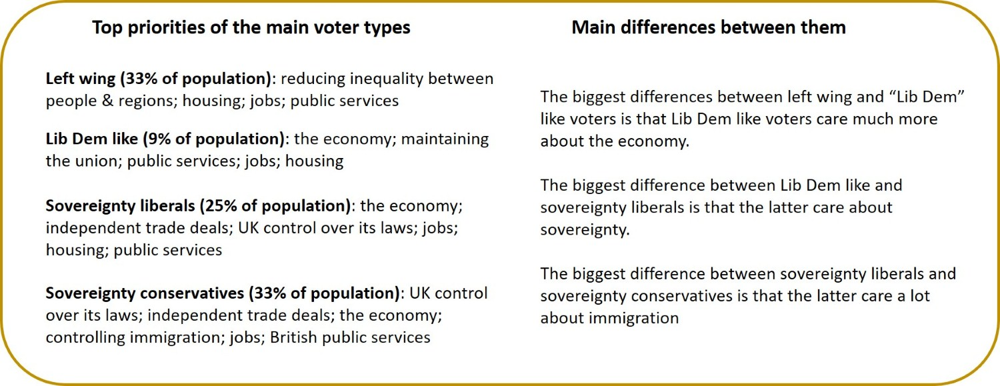 Top priorities of the main voter types
Left wing (33% of population): reducing inequality between
people & regions; housing; jobs; public services
Lib Dem like (9% of population): the economy; maintaining
the union; public services; jobs; housing
Sovereignty liberals (25% of population): the economy;
independent trade deals; UK control over its laws; jobs;
housing; public services
Sovereignty conservatives (33% of population): UK control
over its laws; independent trade deals; the economy;
controlling immigration; jobs; British public services
Main differences between them
The biggest differences between left wing and “Lib Dem”
like voters is that Lib Dem like voters care much more
about the economy.
The biggest difference between Lib Dem like and
sovereignty liberals is that the latter care about
sovereignty.
The biggest difference between sovereignty liberals and
sovereignty conservatives is that the latter care a lot
about immigration